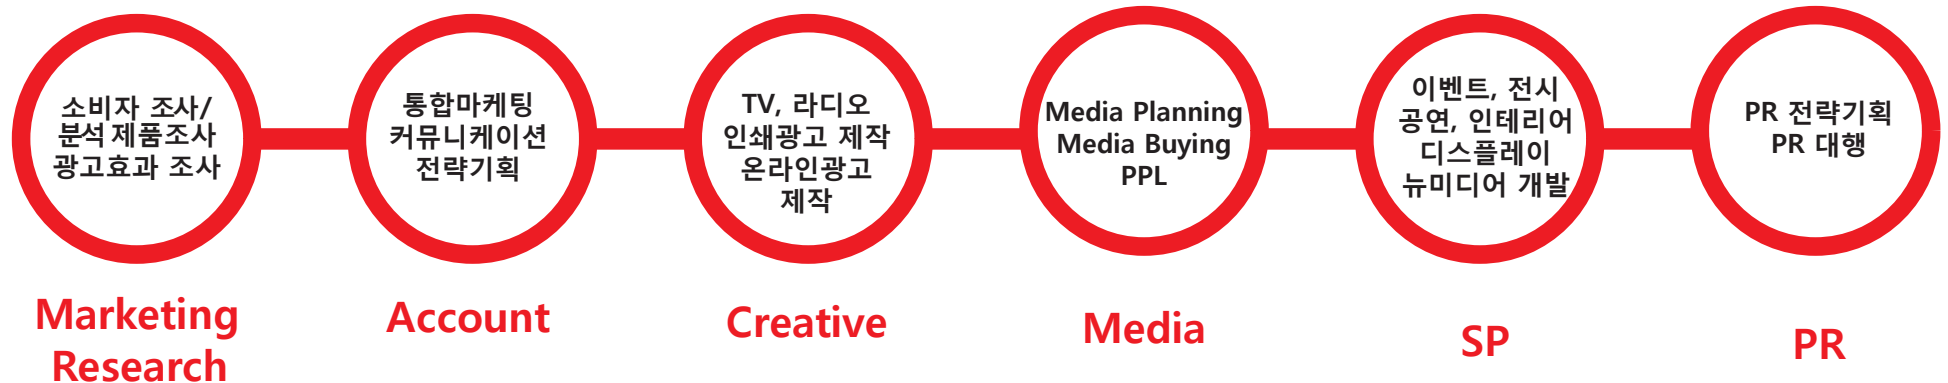 소비자 조사/
분석 제품조사
광고효과 조사
통합마케팅
커뮤니케이션
전략기획
TV, 라디오
인쇄광고 제작
온라인광고
제작
Media Planning
Media Buying
PPL
이벤트, 전시
공연, 인테리어
디스플레이
뉴미디어 개발
PR 전략기획
PR 대행
Marketing
Research
Account
Creative
Media
SP
PR